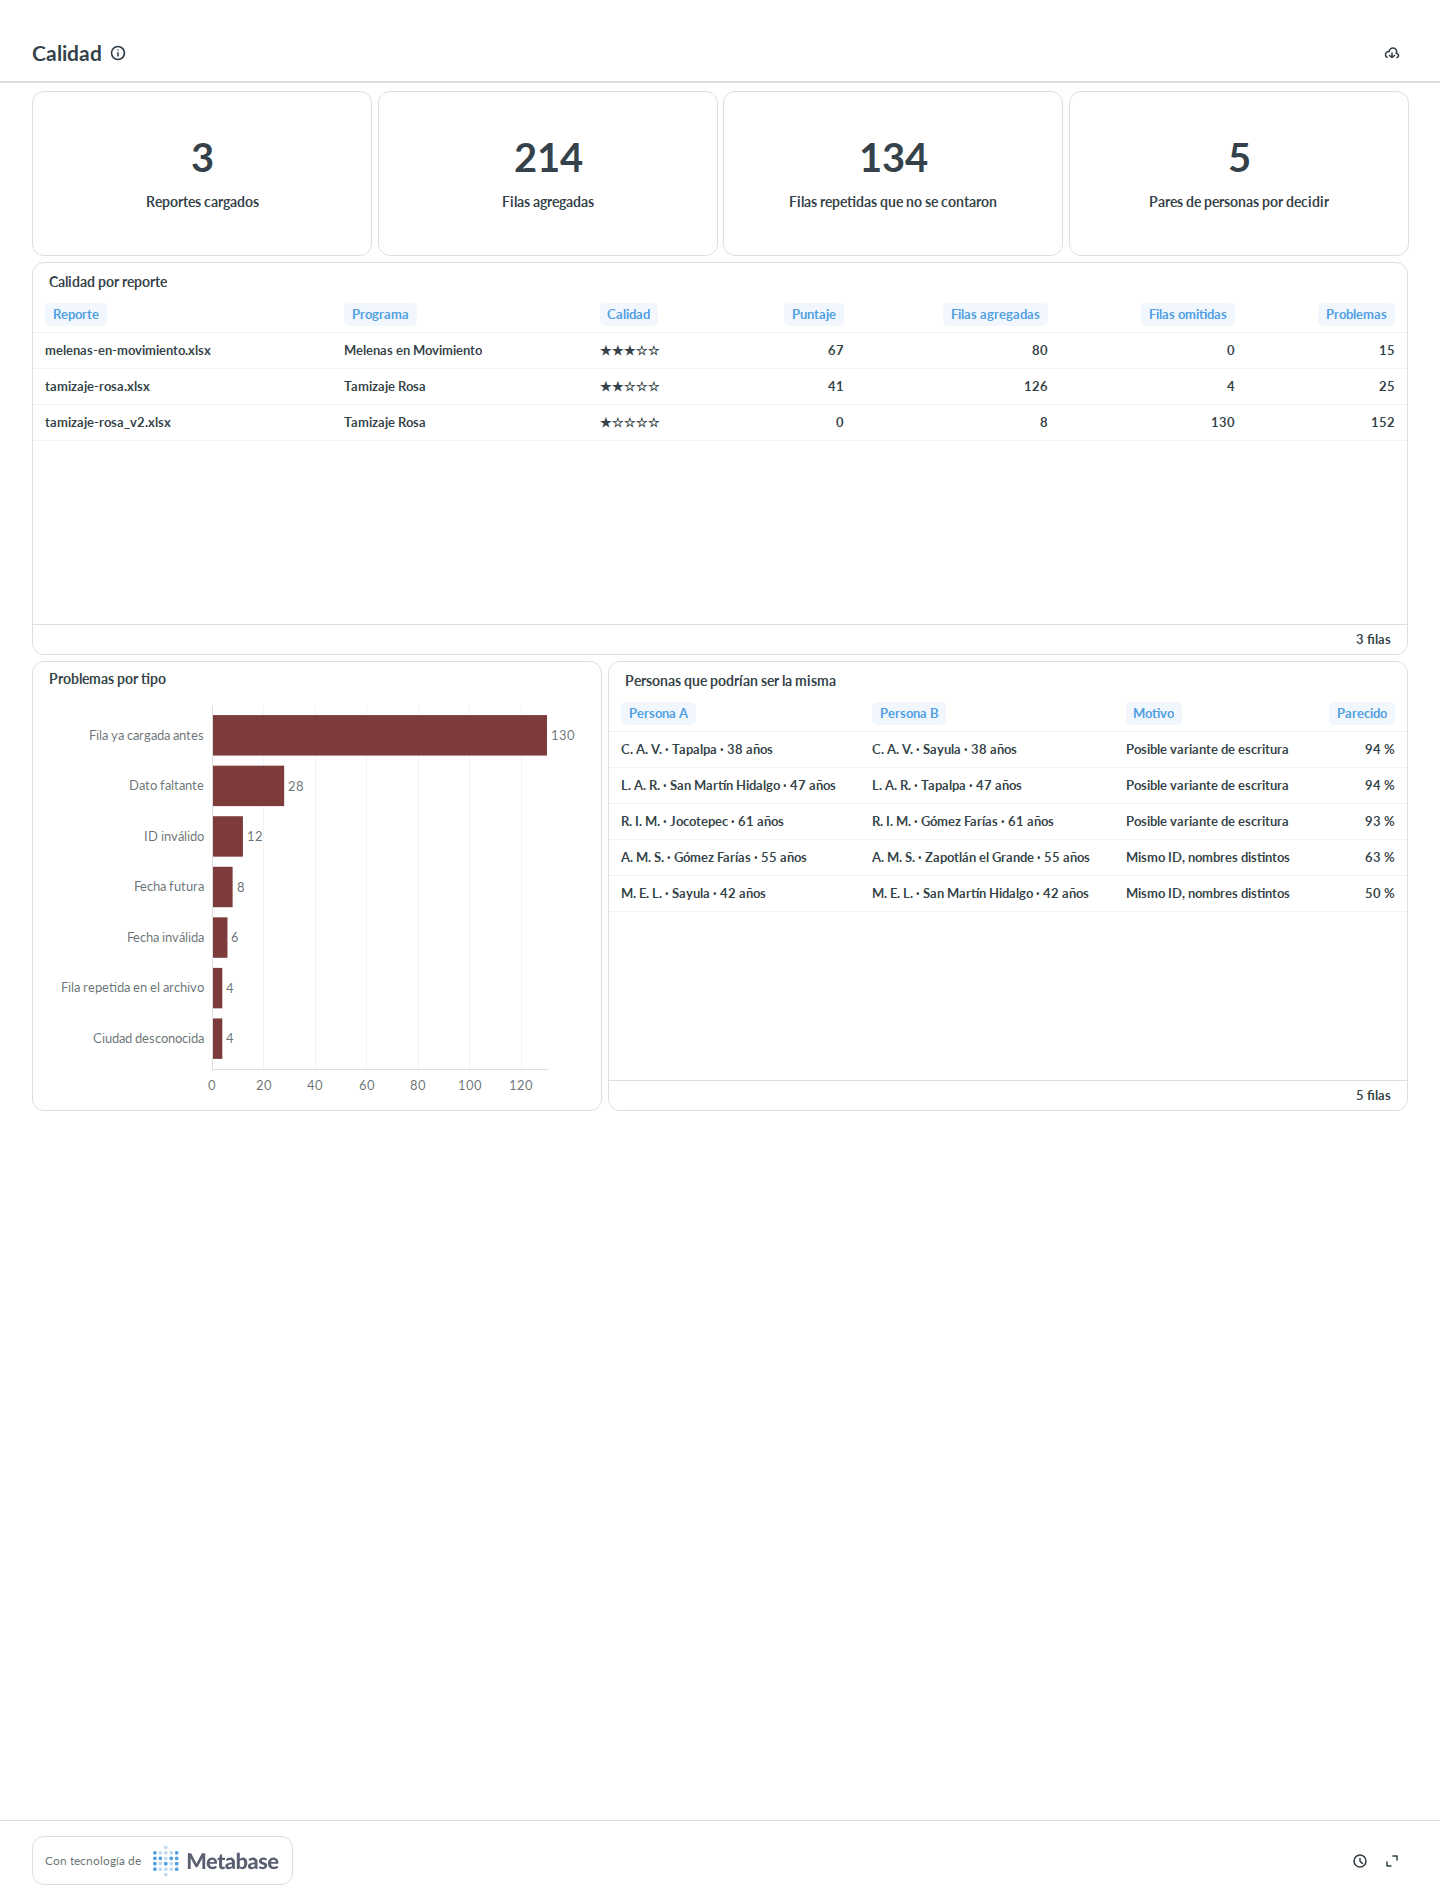 Calidad
3
Reportes cargados
214
Filas agregadas
134
Filas repetidas que no se contaron
5
Pares de personas por decidir
Calidad por reporte
Reporte Programa Calidad Puntaje Filas agregadas Filas omitidas Problemas
melenas-en-movimiento.xlsx Melenas en Movimiento ★★★☆☆ 67 80 0 15
tamizaje-rosa.xlsx Tamizaje Rosa ★★☆☆☆ 41 126 4 25
tamizaje-rosa_v2.xlsx Tamizaje Rosa ★☆☆☆☆ 0 8 130 152
3 filas
Problemas por tipo
Fila ya cargada antes 130
Dato faltante 28
ID inválido 12
Fecha futura 8
Fecha inválida 6
Fila repetida en el archivo 4
Ciudad desconocida 4
0 20 40 60 80 100 120
Personas que podrían ser la misma
Persona A Persona B Motivo Parecido
C. A. V. · Tapalpa · 38 años C. A. V. · Sayula · 38 años Posible variante de escritura 94 %
L. A. R. · San Martín Hidalgo · 47 años L. A. R. · Tapalpa · 47 años Posible variante de escritura 94 %
R. I. M. · Jocotepec · 61 años R. I. M. · Gómez Farías · 61 años Posible variante de escritura 93 %
A. M. S. · Gómez Farías · 55 años A. M. S. · Zapotlán el Grande · 55 años Mismo ID, nombres distintos 63 %
M. E. L. · Sayula · 42 años M. E. L. · San Martín Hidalgo · 42 años Mismo ID, nombres distintos 50 %
5 filas
Con tecnología de Metabase